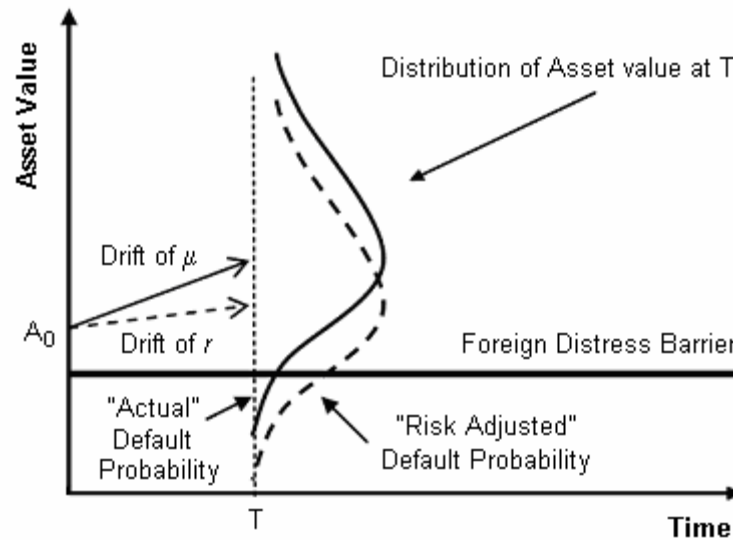 Asset Value
Distribution of Asset value at T
Drift of μ
A0
Drift of r
Foreign Distress Barrier
"Actual"
Default
Probability
"Risk Adjusted"
Default Probability
T
Time